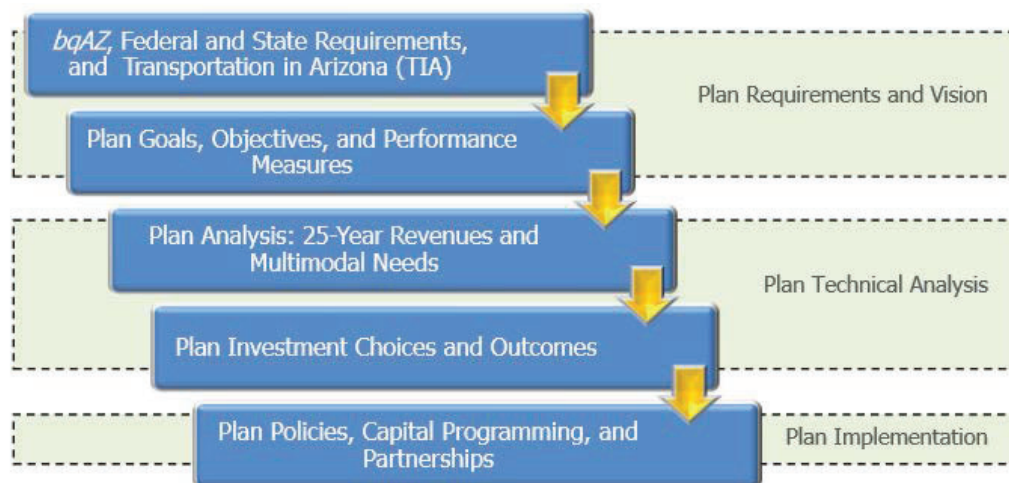 bqAZ, Federal and State Requirements,
and Transportation in Arizona (TIA)
Plan Requirements and Vision
Plan Goals, Objectives, and Performance
Measures
Plan Analysis: 25-Year Revenues and
Multimodal Needs
Plan Technical Analysis
Plan Investment Choices and Outcomes
Plan Policies, Capital Programming, and
Partnerships
Plan Implementation